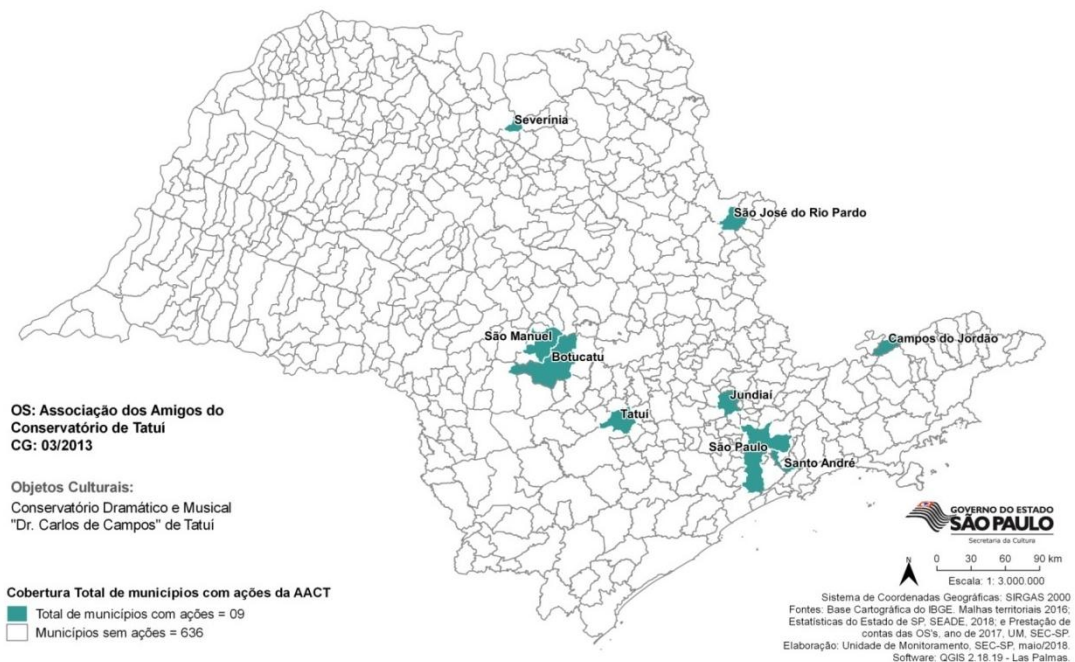 Severínia
São José do Rio Pardo
São Manuel
Botucatu
Campos do Jordão
Jundiaí
Tatuí
São Paulo
Santo André
OS: Associação dos Amigos do
Conservatório de Tatuí
CG: 03/2013
Objetos Culturais:
Conservatório Dramático e Musical
"Dr. Carlos de Campos" de Tatuí
Cobertura Total de municípios com ações da AACT
Total de municípios com ações = 09
Municípios sem ações = 636
GOVERNO DO ESTADO
SÃO PAULO
Secretaria da Cultura
N
0 30 60 90 km
Escala: 1: 3.000.000
Sistema de Coordenadas Geográficas: SIRGAS 2000
Fontes: Base Cartográfica do IBGE. Malhas territoriais 2016;
Estatísticas do Estado de SP, SEADE, 2018; e Prestação de
contas das OS's, ano de 2017, UM, SEC-SP.
Elaboração: Unidade de Monitoramento, SEC-SP, maio/2018.
Software: QGIS 2.18.19 - Las Palmas.